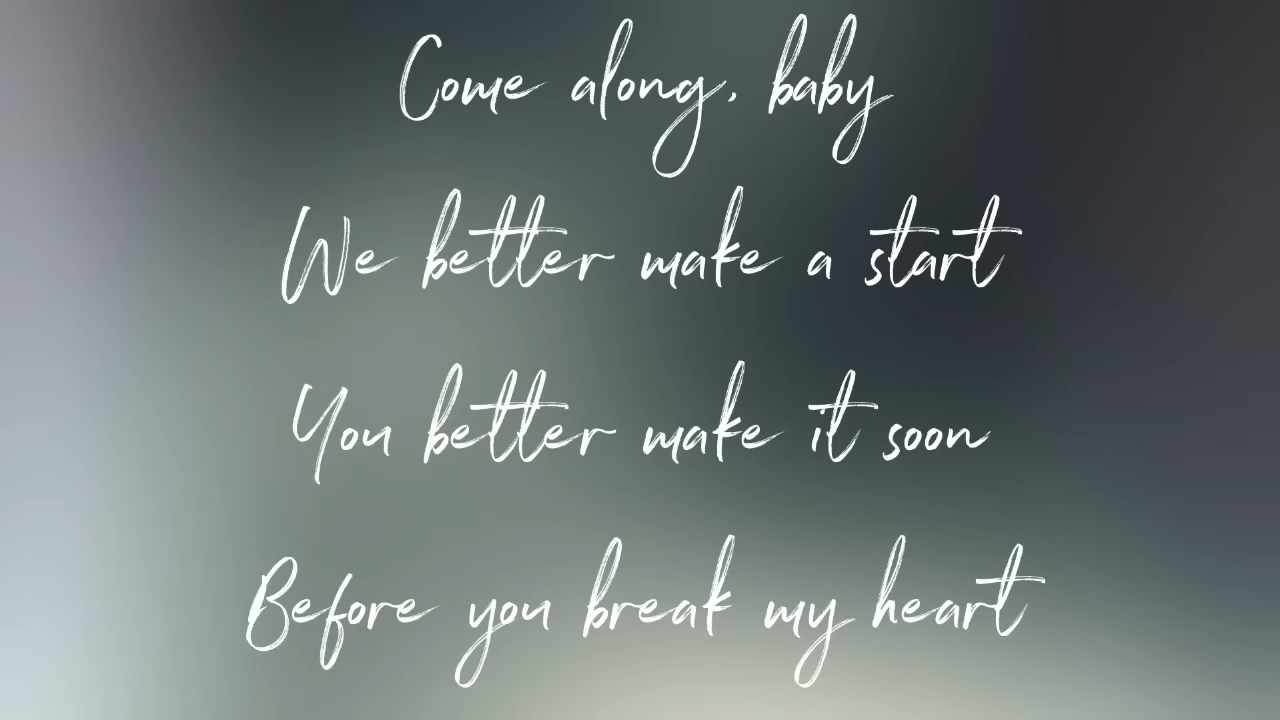 Come along, baby
We better make a start
You better make it soon
Before you break my heart